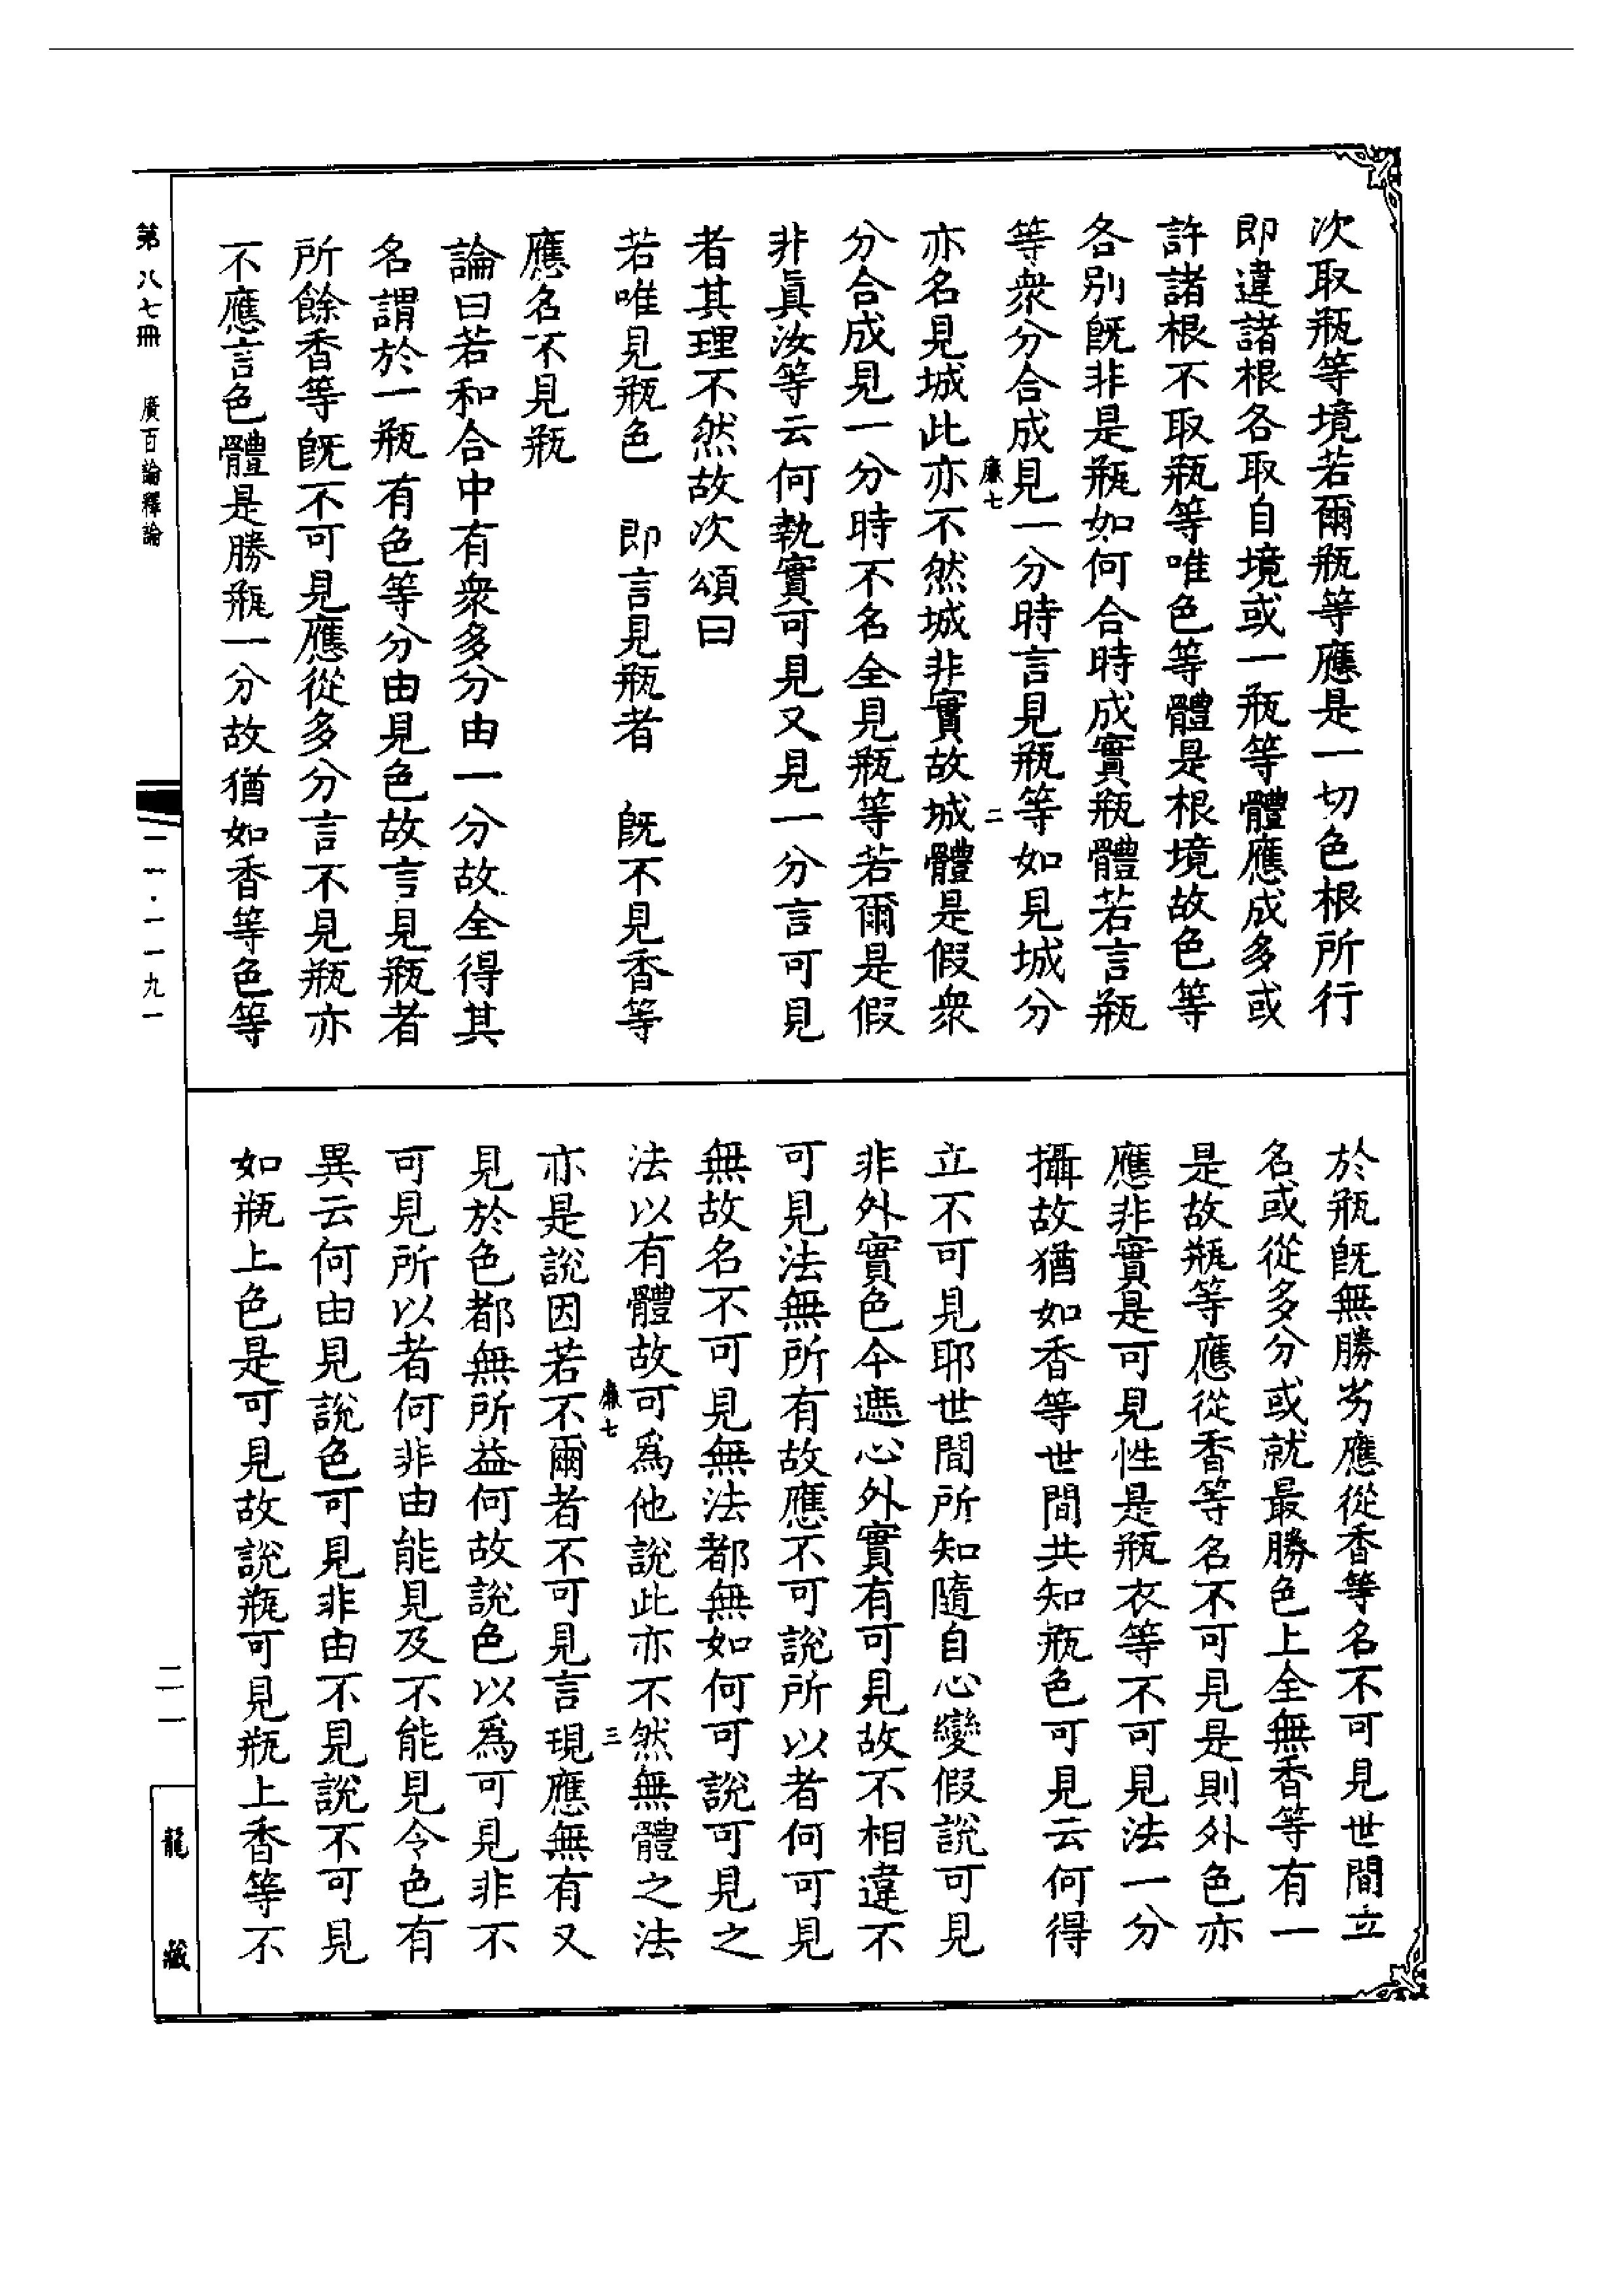 次取瓶等境若爾瓶等應是一切色根所行
即違諸根各取自境或一瓶等體應成多或
許諸根不取瓶等唯色等體是根境故色等
各別旣非是瓶如何合時成實瓶體若言瓶
等衆分合成見一分時言見瓶等如見城分
廉七 二
亦名見城此亦不然城非實故城體是假衆
分合成見一分時不名全見瓶等若爾是假
非眞汝等云何執實可見又見一分言可見
者其理不然故次頌曰
若唯見瓶色 即言見瓶者 旣不見香等
應名不見瓶
論曰若和合中有衆多分由一分故全得其
名謂於一瓶有色等分由見色故言見瓶者
所餘香等旣不可見應從多分言不見瓶亦
不應言色體是勝瓶一分故猶如香等色等
於瓶旣無勝劣應從香等名不可見世間立
名或從多分或就最勝色上全無香等有一
是故瓶等應從香等名不可見是則外色亦
應非實是可見性是瓶衣等不可見法一分
攝故猶如香等世間共知瓶色可見云何得
立不可見耶世間所知隨自心變假說可見
非外實色今遮心外實有可見故不相違不
可見法無所有故應不可說所以者何可見
無故名不可見無法都無如何可說可見之
法以有體故可爲他說此亦不然無體之法
廉七 三
亦是說因若不爾者不可見言現應無有又
見於色都無所益何故說色以爲可見非不
可見所以者何非由能見及不能見令色有
異云何由見說色可見非由不見說不可見
如瓶上色是可見故說瓶可見瓶上香等不
第八七冊 廣百論釋論
一一·一一九一
二一
龍藏